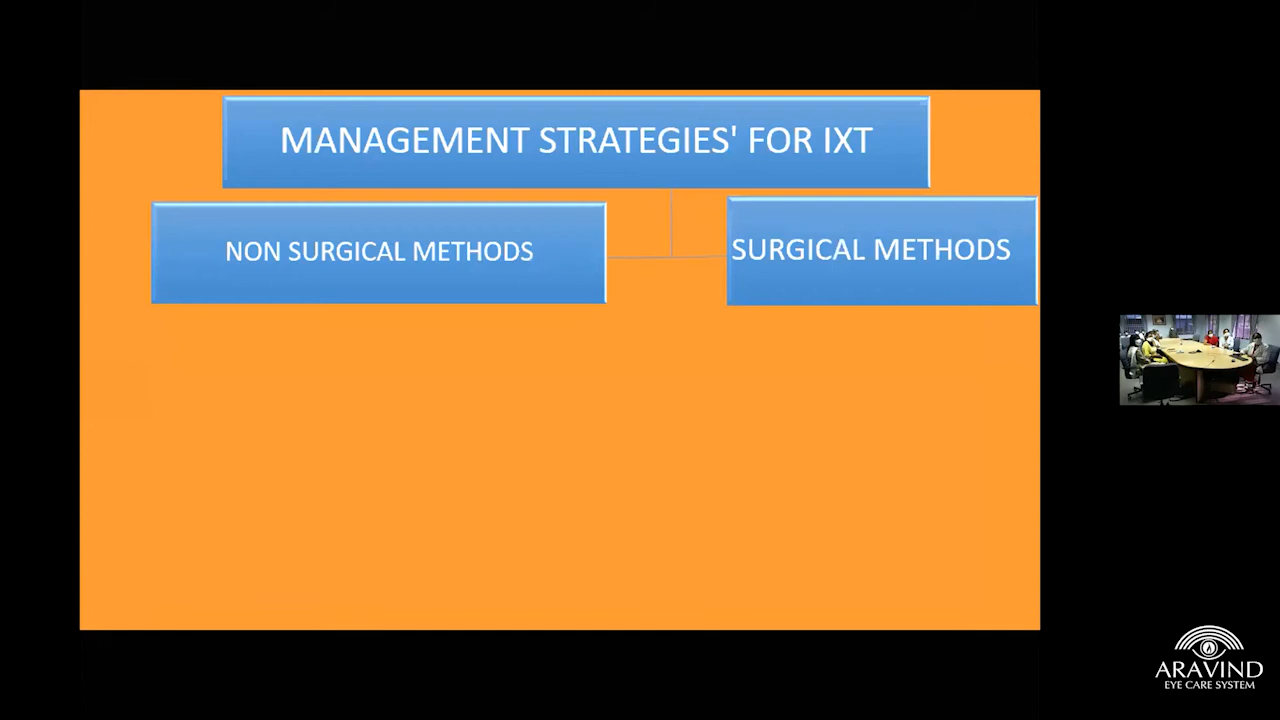 MANAGEMENT STRATEGIES' FOR IXT
NON SURGICAL METHODS
SURGICAL METHODS
ARAVIND
EYE CARE SYSTEM